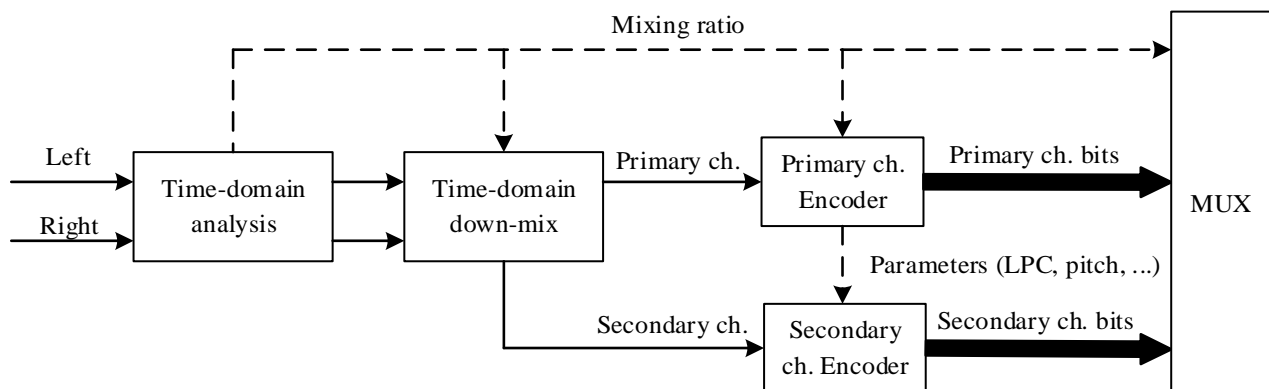 Mixing ratio
Left
Right
Time-domain
analysis
Time-domain
down-mix
Primary ch.
Primary ch.
Encoder
Primary ch. bits
MUX
Parameters (LPC, pitch, ...)
Secondary ch.
Secondary
ch. Encoder
Secondary ch. bits